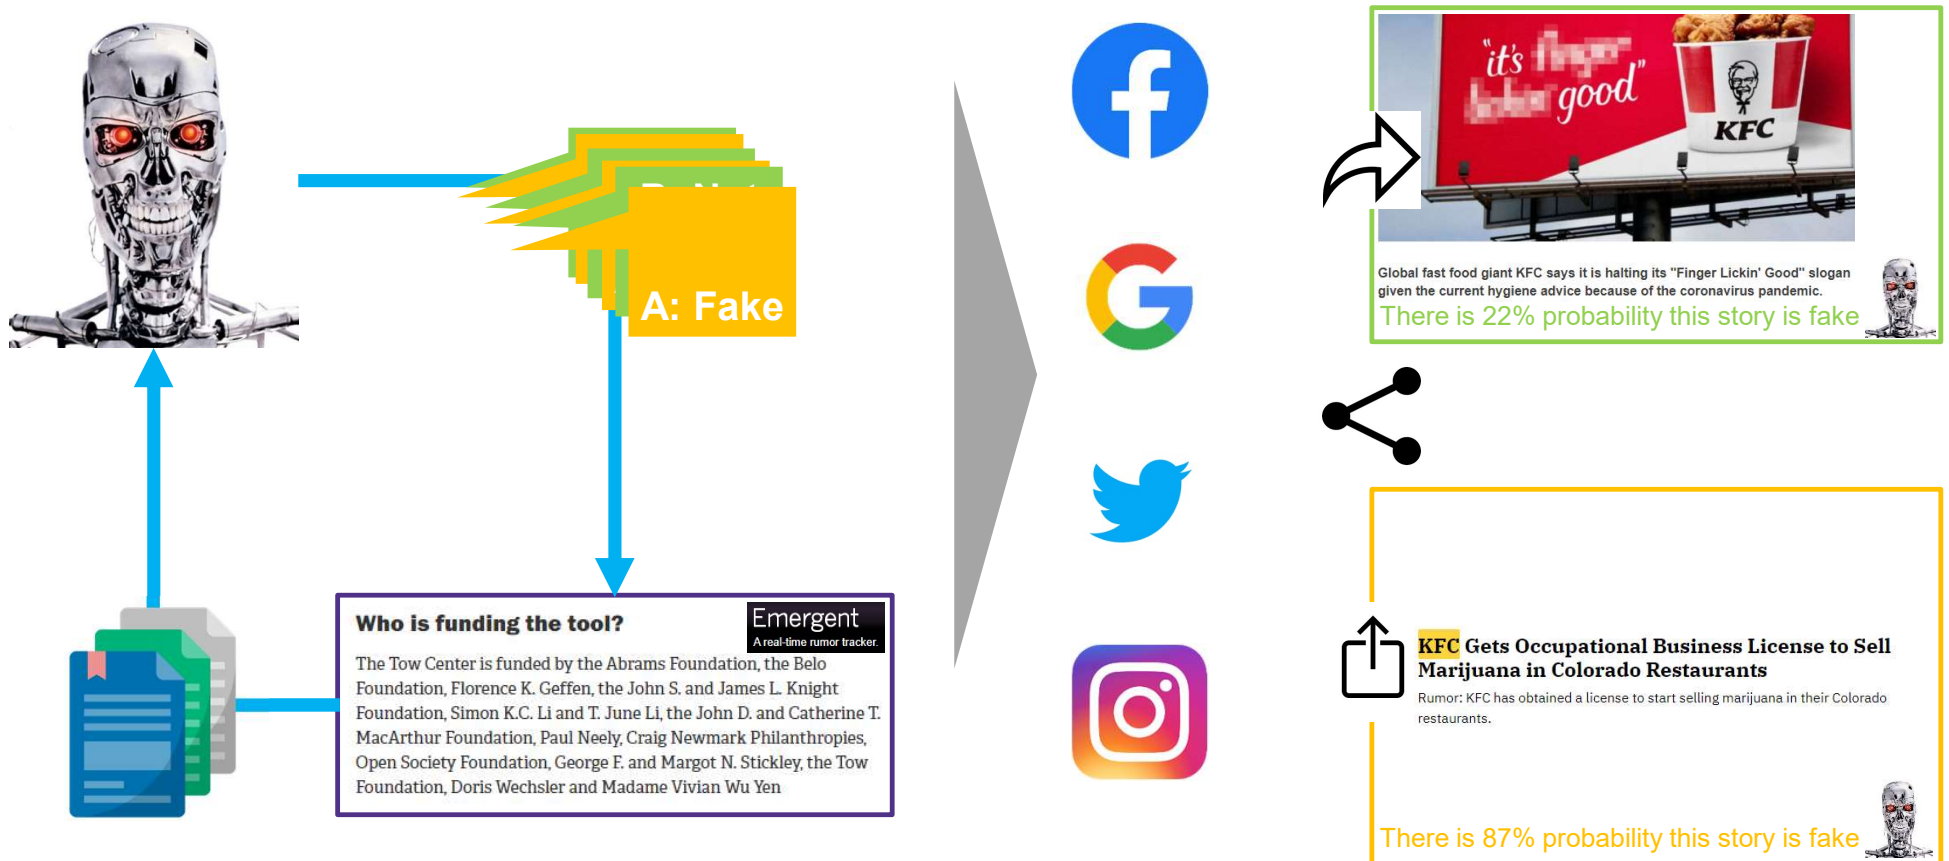 A: Fake
Who is funding the tool?
Emergent
A real-time rumor tracker.
The Tow Center is funded by the Abrams Foundation, the Belo
Foundation, Florence K. Geffen, the John S. and James L. Knight
Foundation, Simon K.C. Li and T. June Li, the John D. and Catherine T.
MacArthur Foundation, Paul Neely, Craig Newmark Philanthropies,
Open Society Foundation, George F. and Margot N. Stickley, the Tow
Foundation, Doris Wechsler and Madame Vivian Wu Yen
"it's
good"
KFC
Global fast food giant KFC says it is halting its "Finger Lickin' Good" slogan
given the current hygiene advice because of the coronavirus pandemic.
There is 22% probability this story is fake
KFC Gets Occupational Business License to Sell
Marijuana in Colorado Restaurants
Rumor: KFC has obtained a license to start selling marijuana in their Colorado
restaurants.
There is 87% probability this story is fake